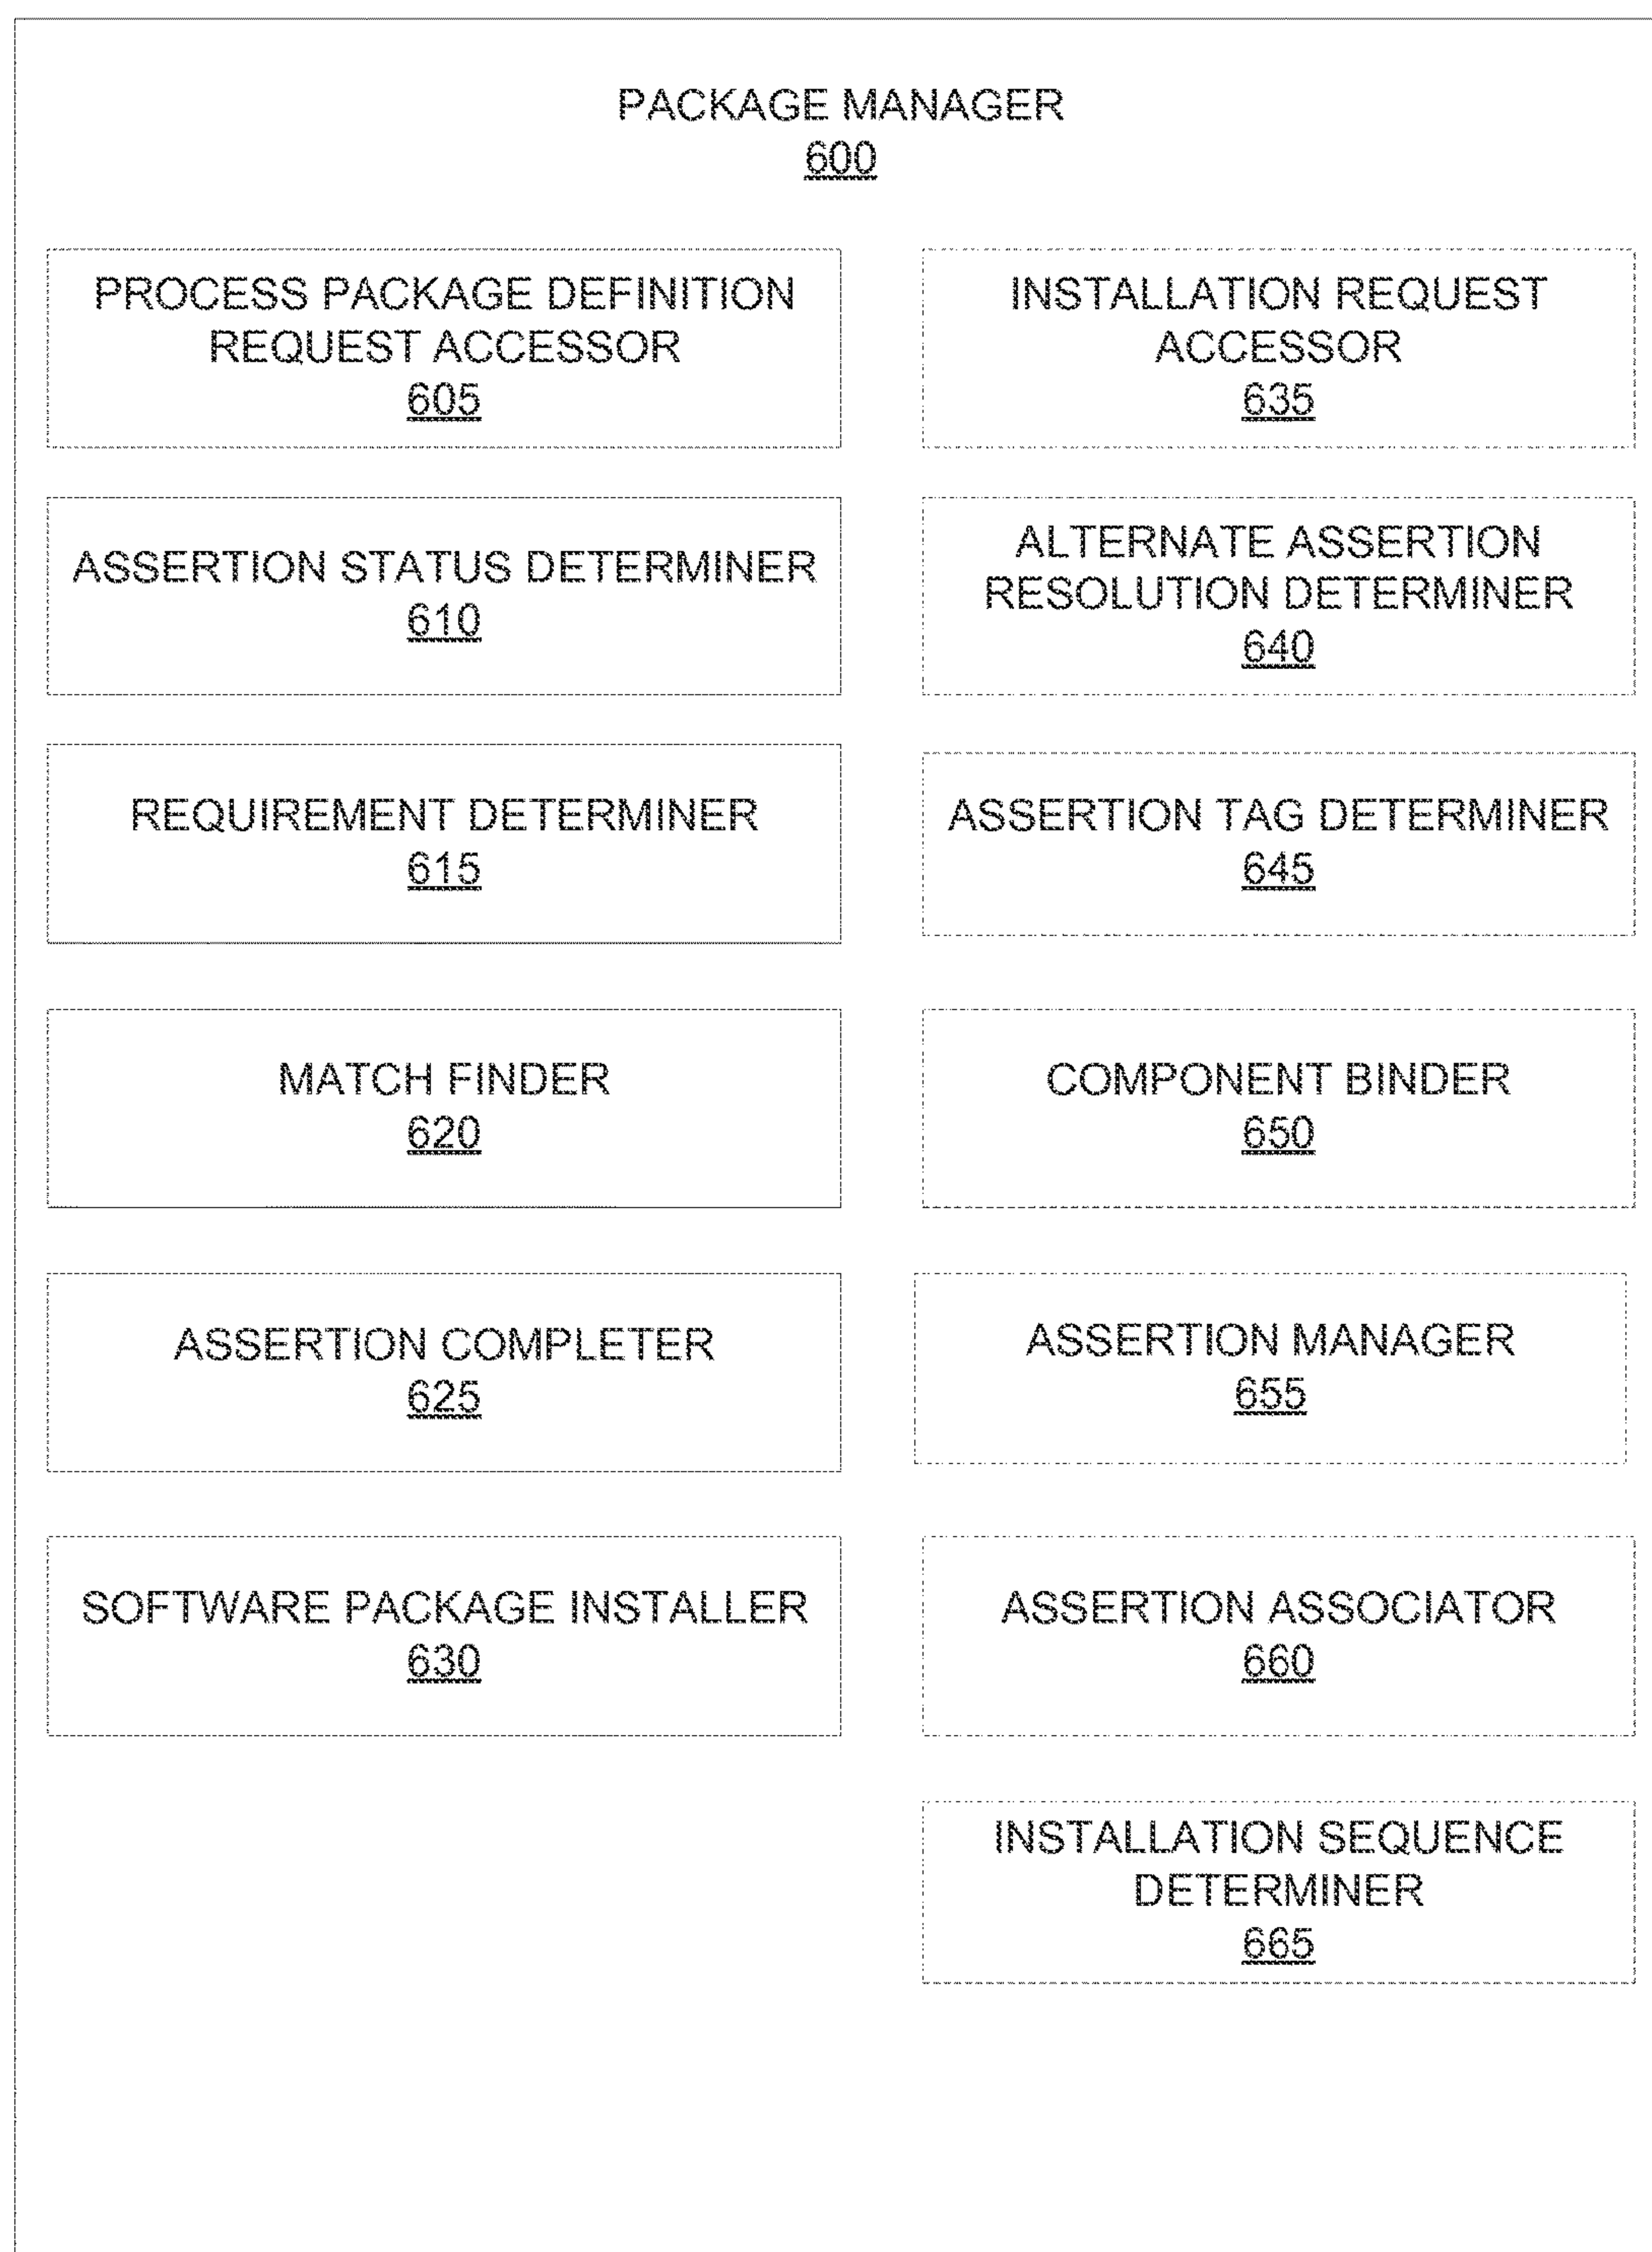 PACKAGE MANAGER
600
PROCESS PACKAGE DEFINITION
REQUEST ACCESSOR
605
ASSERTION STATUS DETERMINER
610
REQUIREMENT DETERMINER
615
MATCH FINDER
620
ASSERTION COMPLETER
625
SOFTWARE PACKAGE INSTALLER
630
INSTALLATION REQUEST
ACCESSOR
635
ALTERNATE ASSERTION
RESOLUTION DETERMINER
640
ASSERTION TAG DETERMINER
645
COMPONENT BINDER
650
ASSERTION MANAGER
655
ASSERTION ASSOCIATOR
660
INSTALLATION SEQUENCE
DETERMINER
665